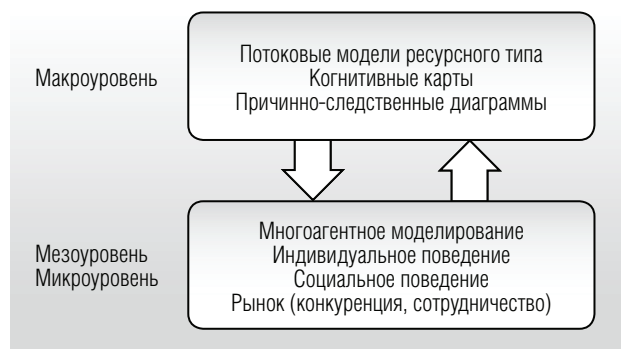 Макроуровень
Потоковые модели ресурсного типа
Когнитивные карты
Причинно-следственные диаграммы
Мезоуровень
Микроуровень
Многоагентное моделирование
Индивидуальное поведение
Социальное поведение
Рынок (конкуренция, сотрудничество)